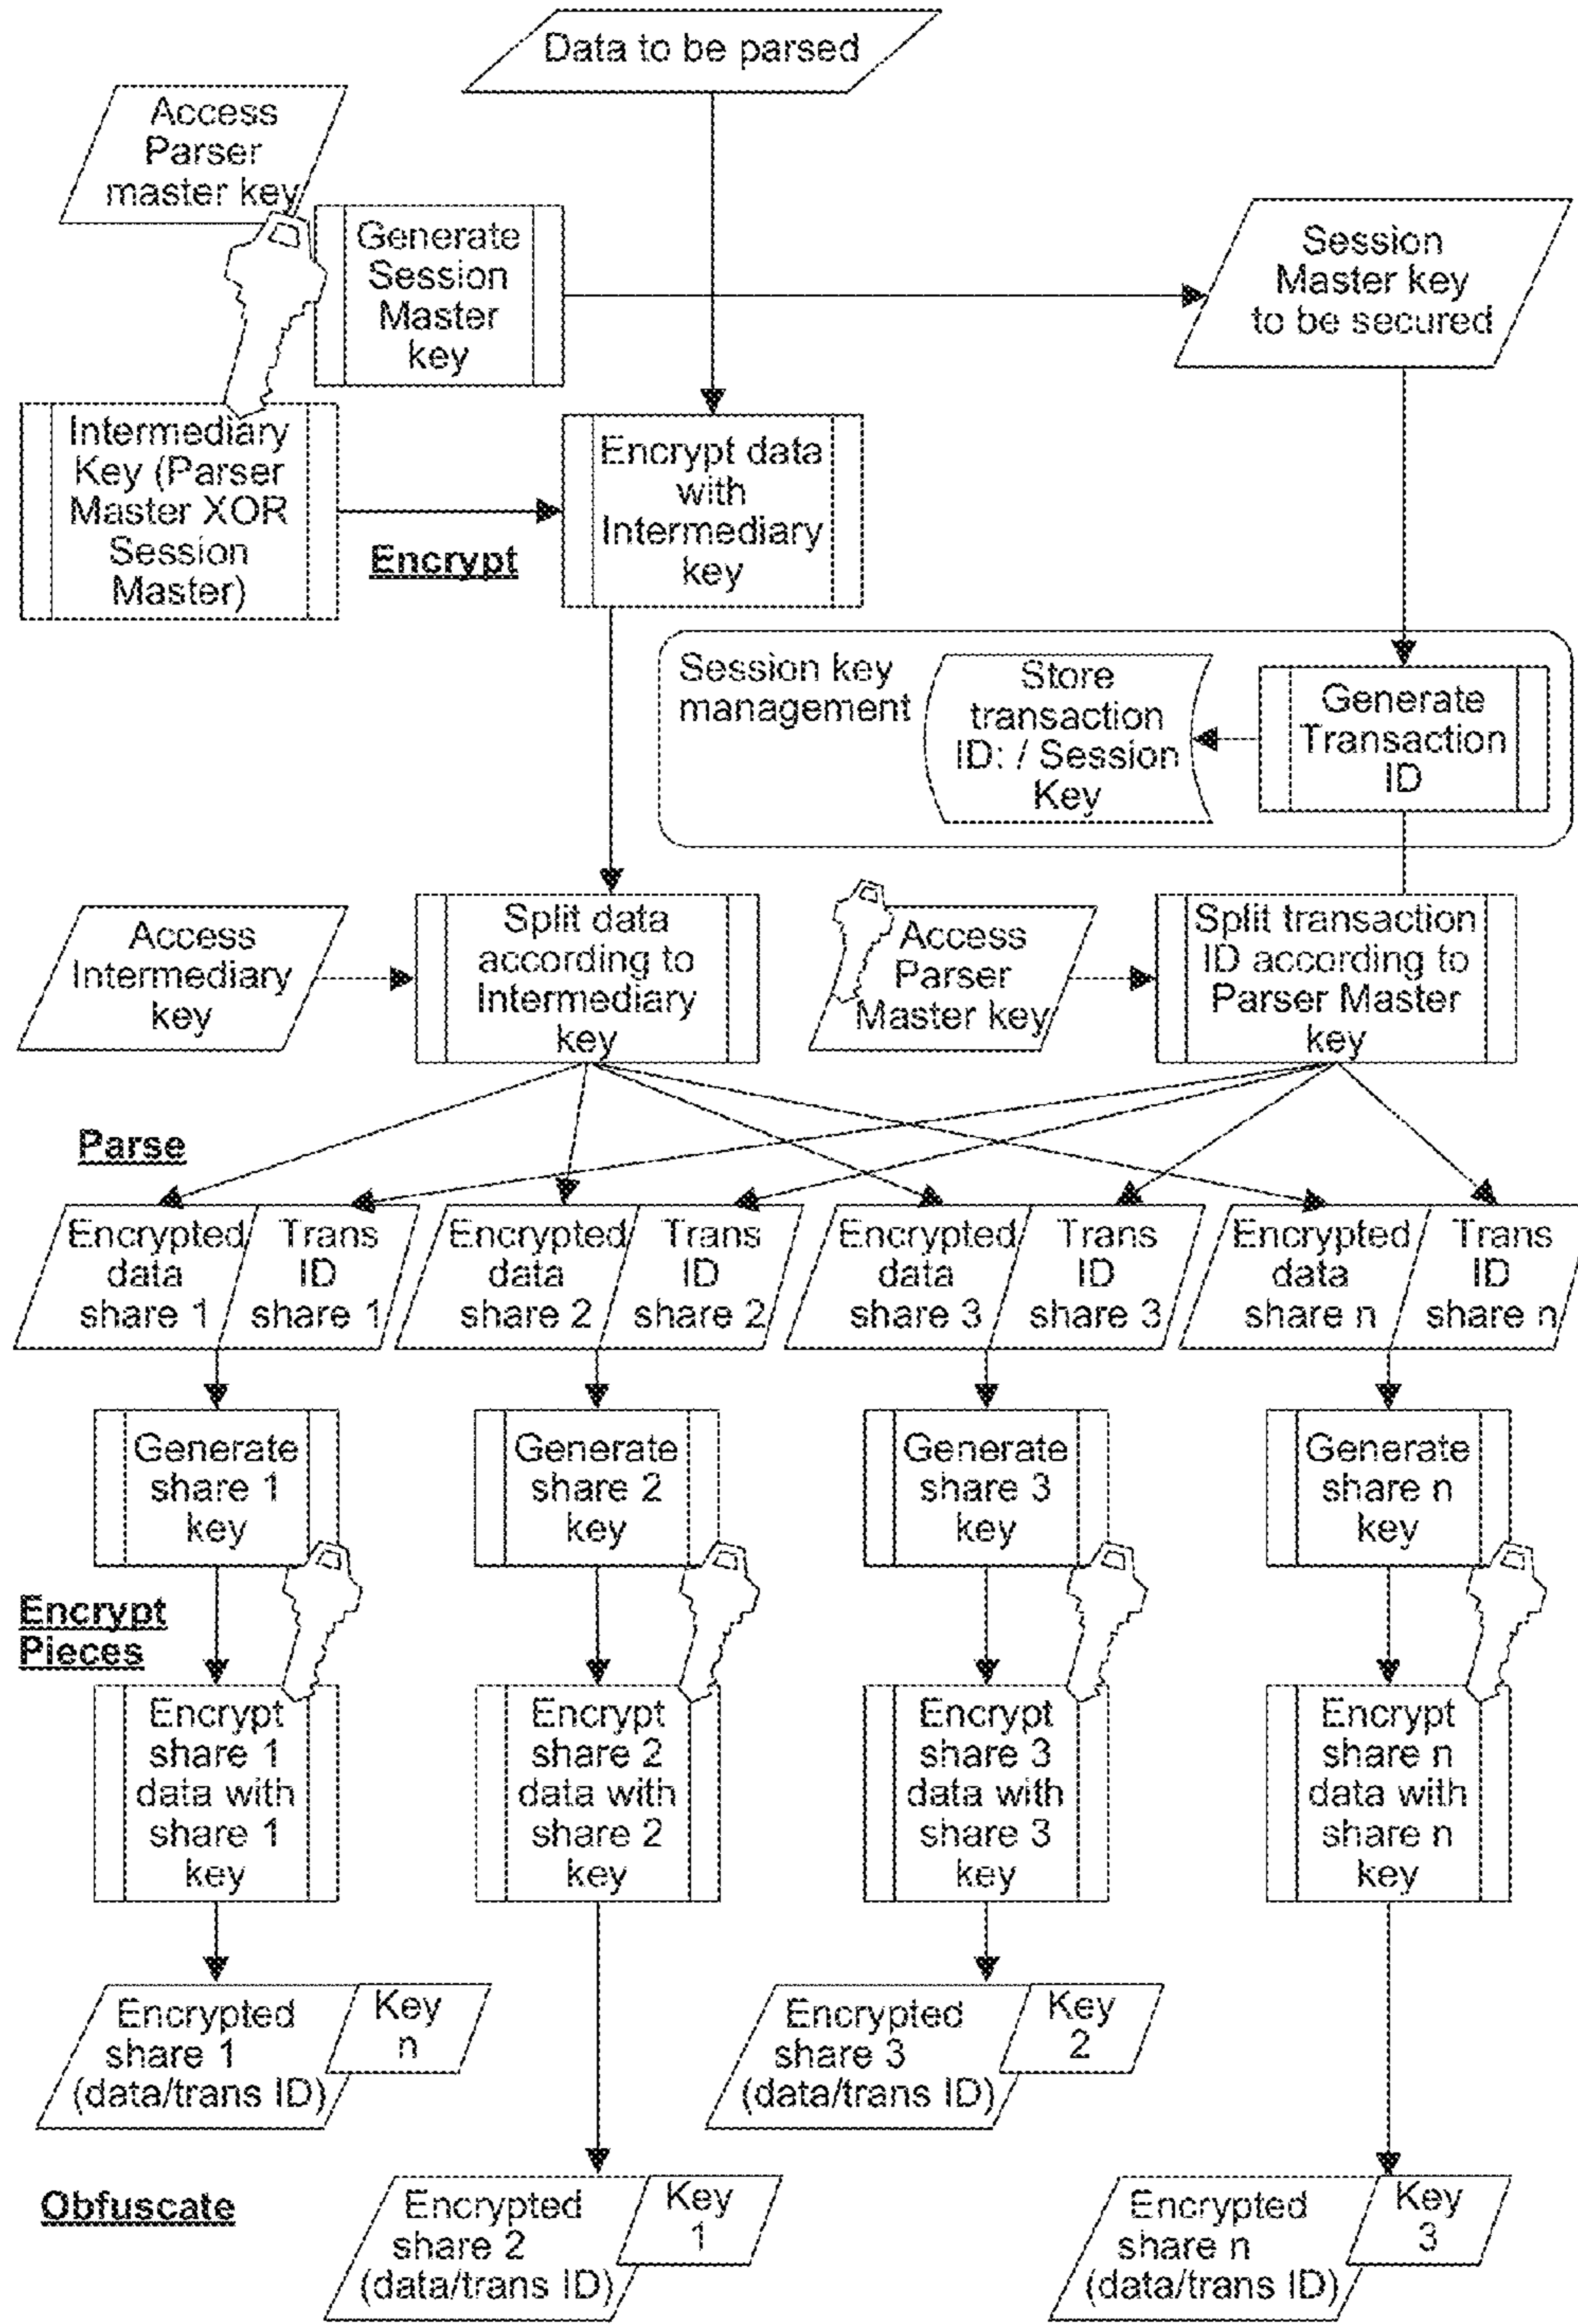 Data to be parsed
Access
Parser
master key
Generate
Session
Master
key
Session
Master key
to be secured
Intermediary
Key (Parser
Master XOR
Session
Master)
Encrypt
Encrypt data
with
Intermediary
key
Session key
management
Store
transaction
ID: / Session
Key
Generate
Transaction
ID
Access
Intermediary
key
Split data
according to
Intermediary
key
Access
Parser
Master key
Split transaction
ID according to
Parser Master
key
Parse
Encrypted
data
share 1
Trans
ID
share 1
Encrypted
data
share 2
Trans
ID
share 2
Encrypted
data
share 3
Trans
ID
share 3
Encrypted
data
share n
Trans
ID
share n
Generate
share 1
key
Generate
share 2
key
Generate
share 3
key
Generate
share n
key
Encrypt
Pieces
Encrypt
share 1
data with
share 1
key
Encrypt
share 2
data with
share 2
key
Encrypt
share 3
data with
share 3
key
Encrypt
share n
data with
share n
key
Encrypted
share 1
(data/trans ID)
Key
n
Encrypted
share 3
(data/trans ID)
Key
2
Obfuscate
Encrypted
share 2
(data/trans ID)
Key
1
Encrypted
share n
(data/trans ID)
Key
3